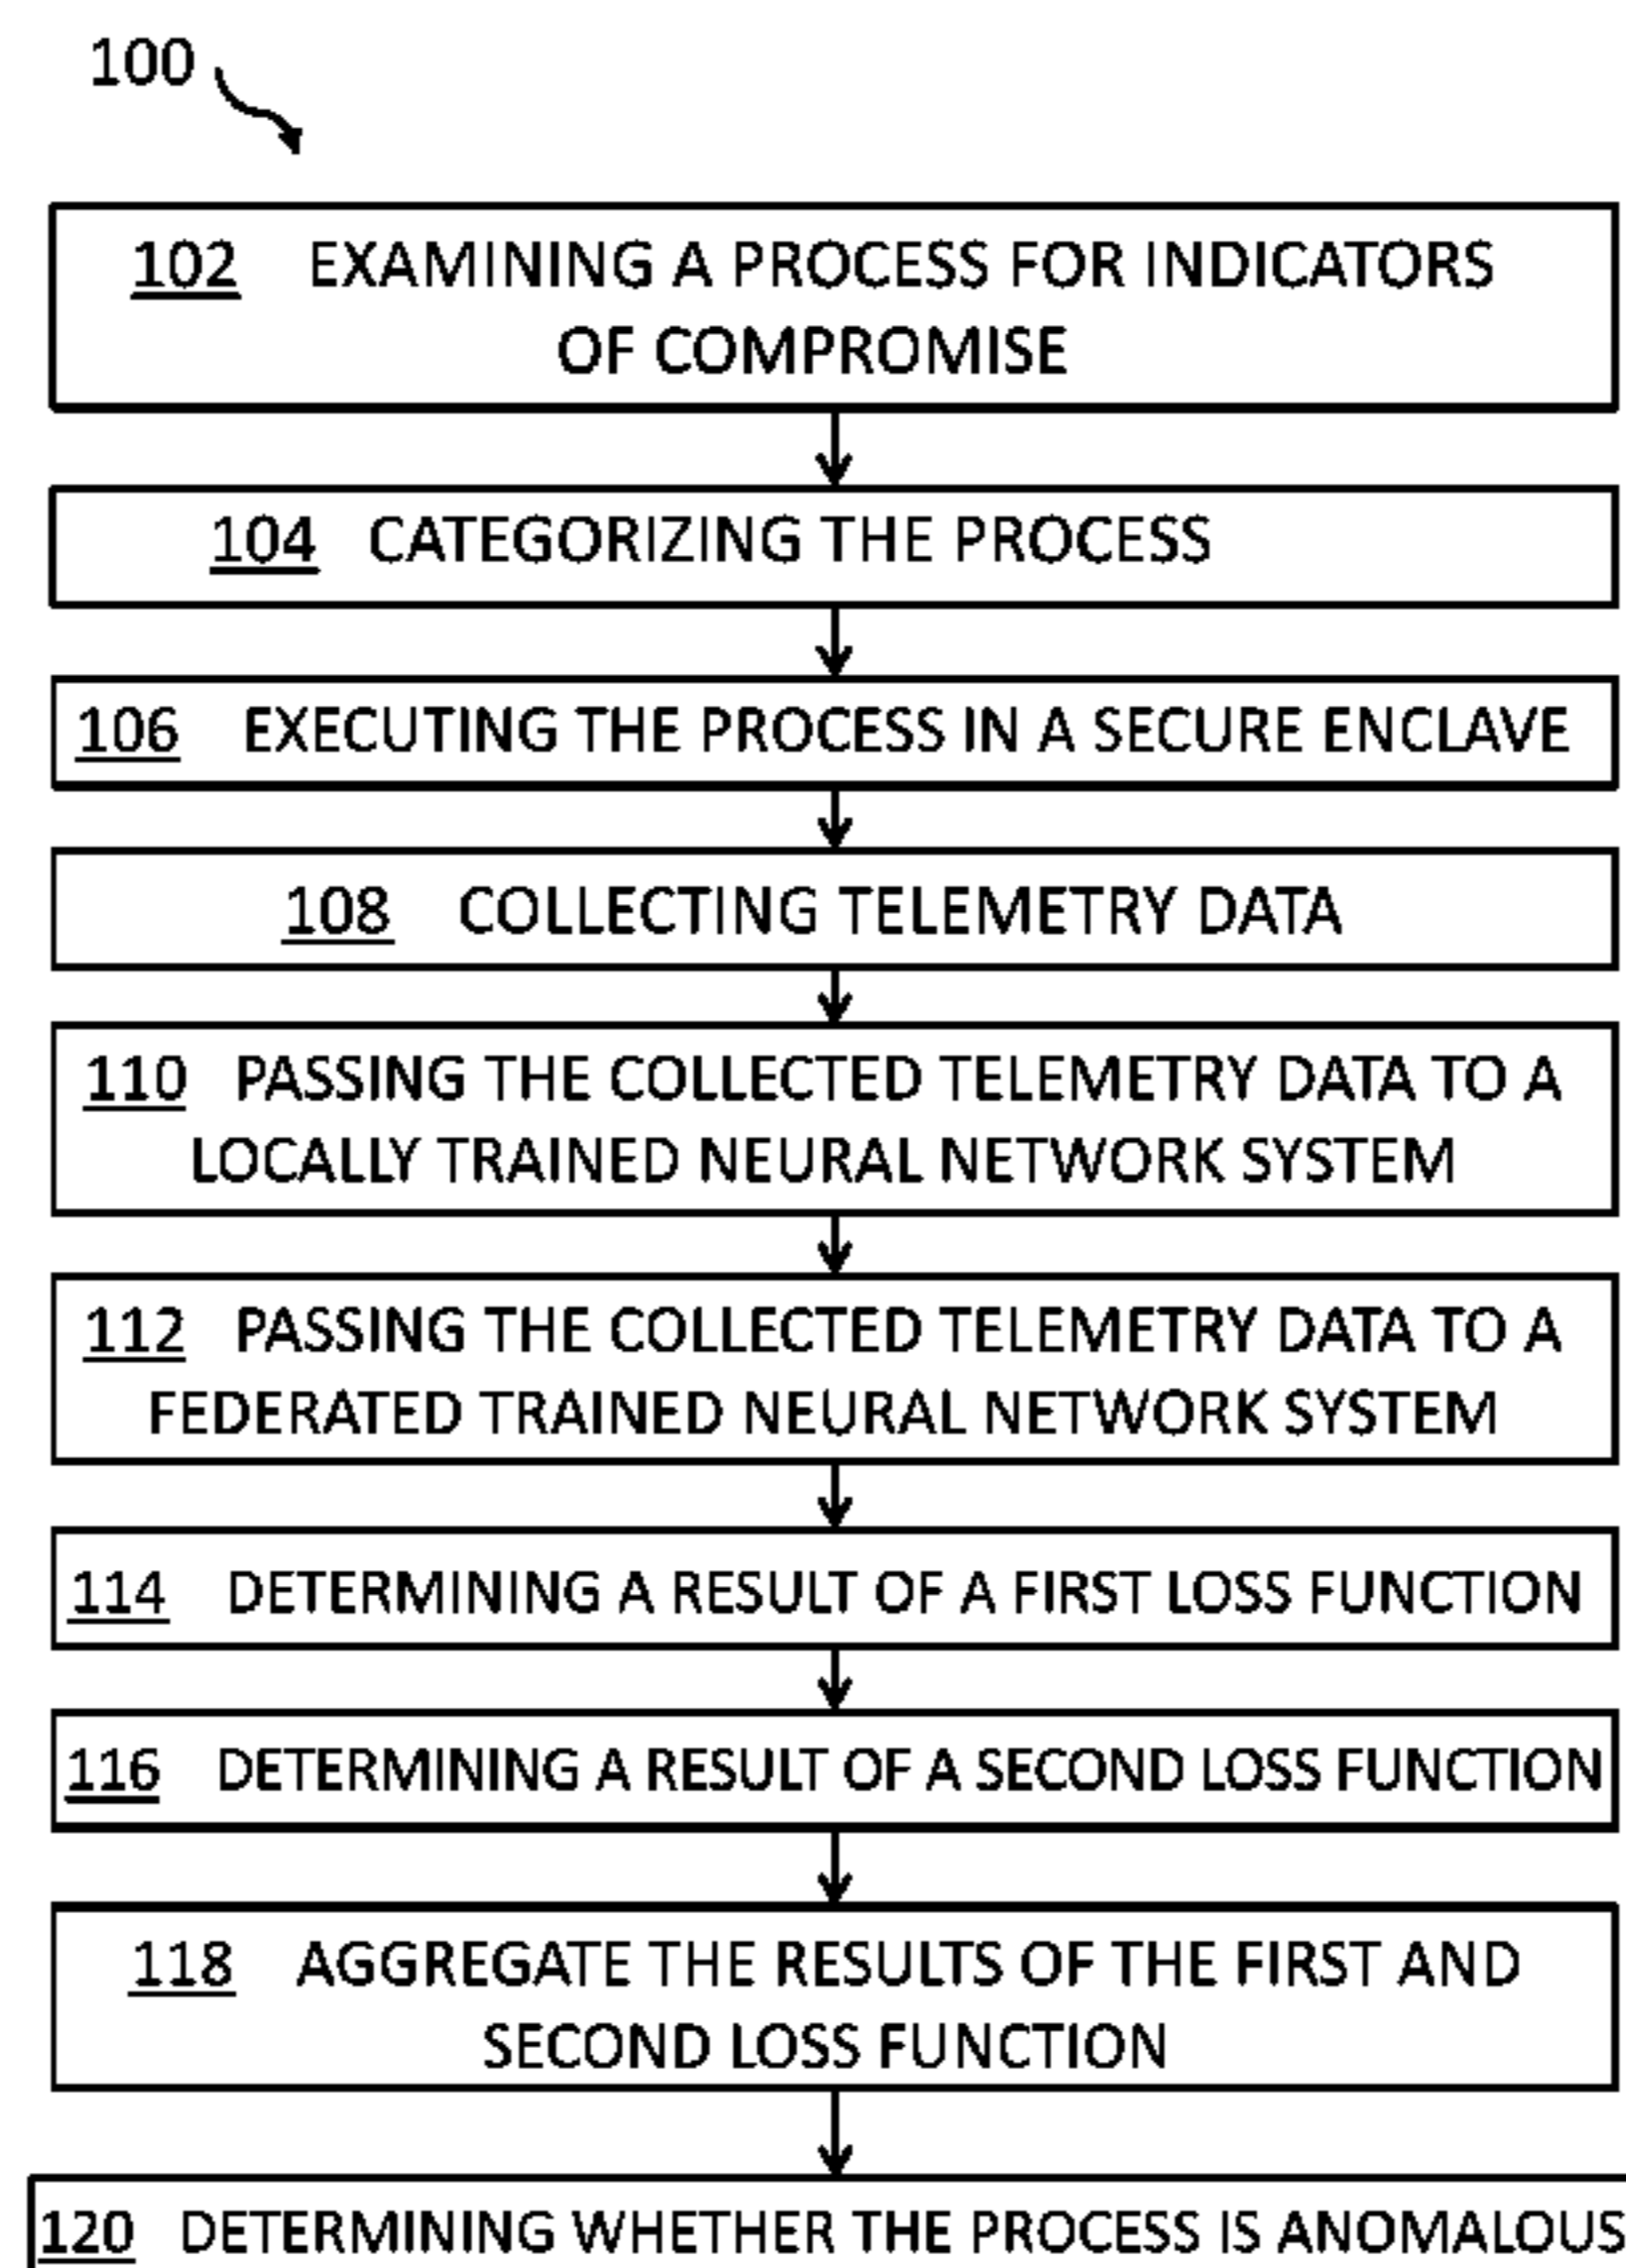 100
102 EXAMINING A PROCESS FOR INDICATORS
OF COMPROMISE
104 CATEGORIZING THE PROCESS
106 EXECUTING THE PROCESS IN A SECURE ENCLAVE
108 COLLECTING TELEMETRY DATA
110 PASSING THE COLLECTED TELEMETRY DATA TO A
LOCALLY TRAINED NEURAL NETWORK SYSTEM
112 PASSING THE COLLECTED TELEMETRY DATA TO A
FEDERATED TRAINED NEURAL NETWORK SYSTEM
114 DETERMINING A RESULT OF A FIRST LOSS FUNCTION
116 DETERMINING A RESULT OF A SECOND LOSS FUNCTION
118 AGGREGATE THE RESULTS OF THE FIRST AND
SECOND LOSS FUNCTION
120 DETERMINING WHETHER THE PROCESS IS ANOMALOUS